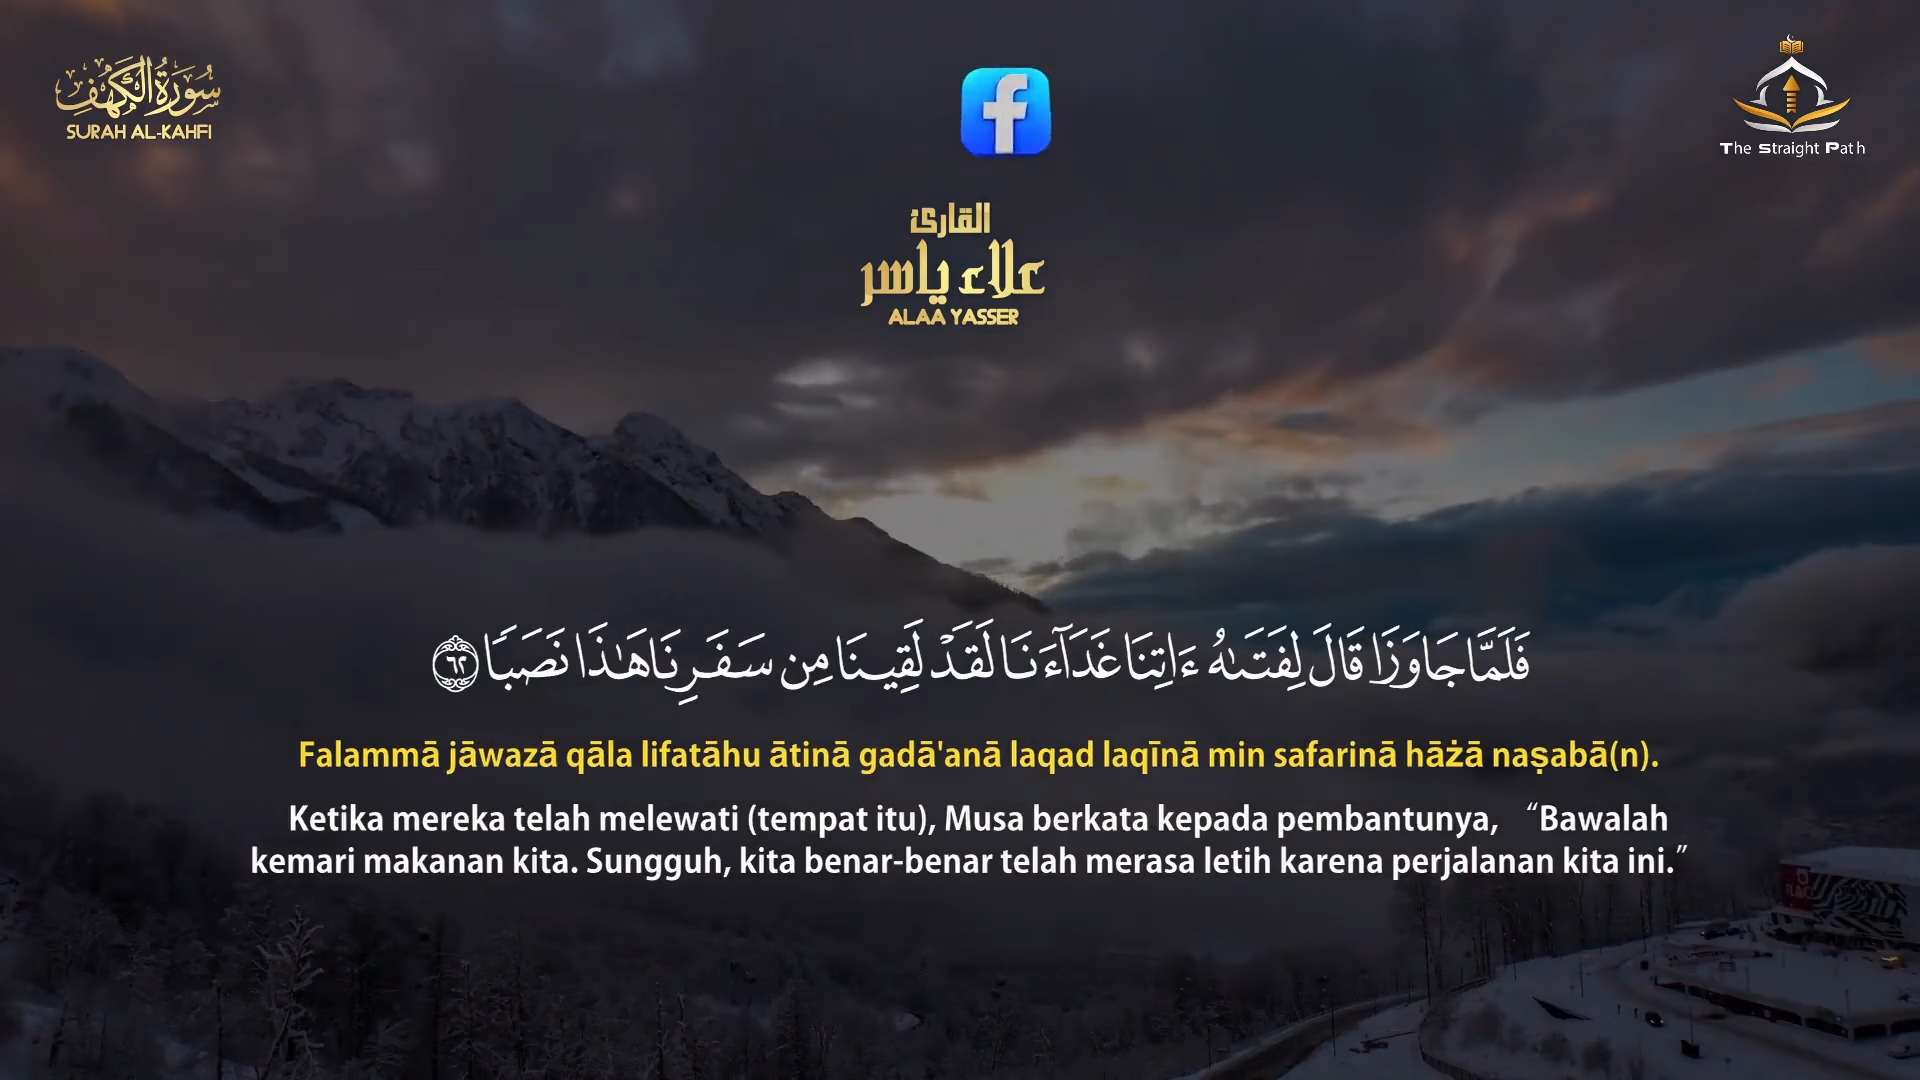 سُورَةُ الكَهْفِ
SURAH AL-KAHFI
The Straight Path
القارئ
علاء ياسر
ALAA YASSER
فَلَمَّا جَاوَزَا قَالَ لِفَتَىٰهُ ءَاتِنَا غَدَآءَنَا لَقَدْ لَقِينَا مِن سَفَرِنَا هَٰذَا نَصَبًا ٦٢
Falammā jāwazā qāla lifatāhu ātinā gadā'anā laqad laqīnā min safarinā hāżā naṣabā(n).
Ketika mereka telah melewati (tempat itu), Musa berkata kepada pembantunya, “Bawalah
kemari makanan kita. Sungguh, kita benar-benar telah merasa letih karena perjalanan kita ini.”